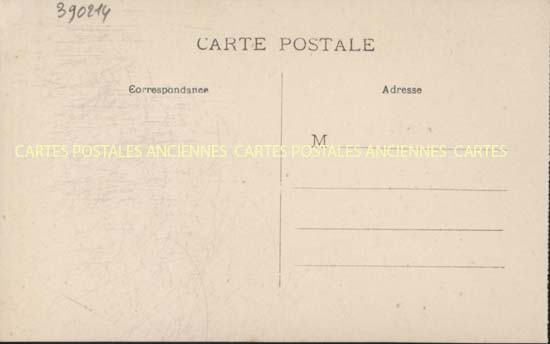 390214
CARTE POSTALE
Correspondance
Adresse
M
CARTES POSTALES ANCIENNES CARTES POSTALES ANCIENNES CARTES